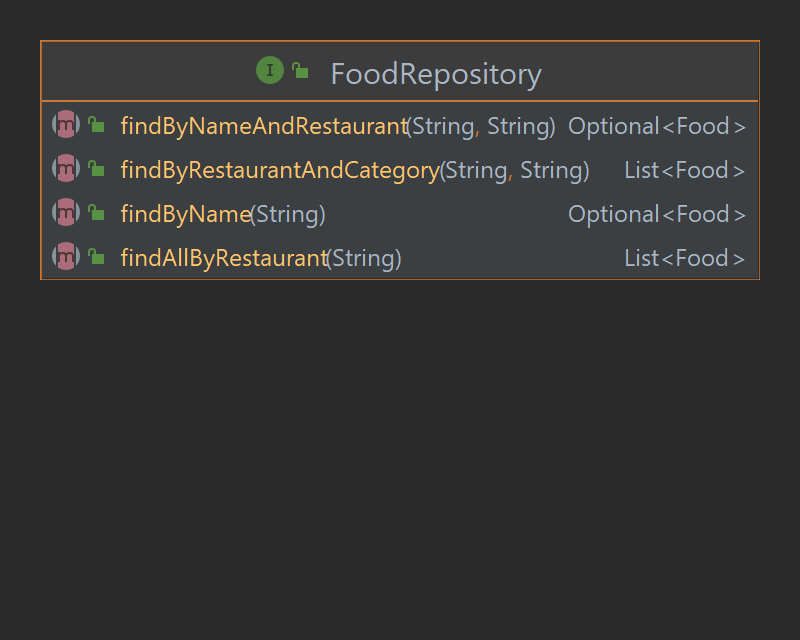 I FoodRepository
m findByNameAndRestaurant(String, String) Optional<Food>
m findByRestaurantAndCategory(String, String) List<Food>
m findByName(String) Optional<Food>
m findAllByRestaurant(String) List<Food>